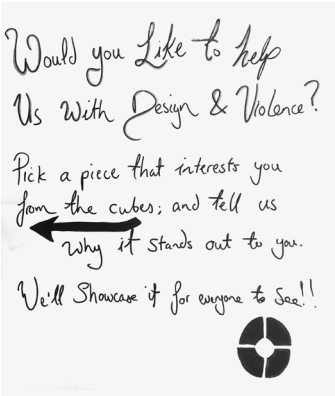 Would you Like to help
Us With Design & Violence?
Pick a piece that interests you
from the cubes; and tell us
why it stands out to you.
We'll Showcase it for everyone to See!!